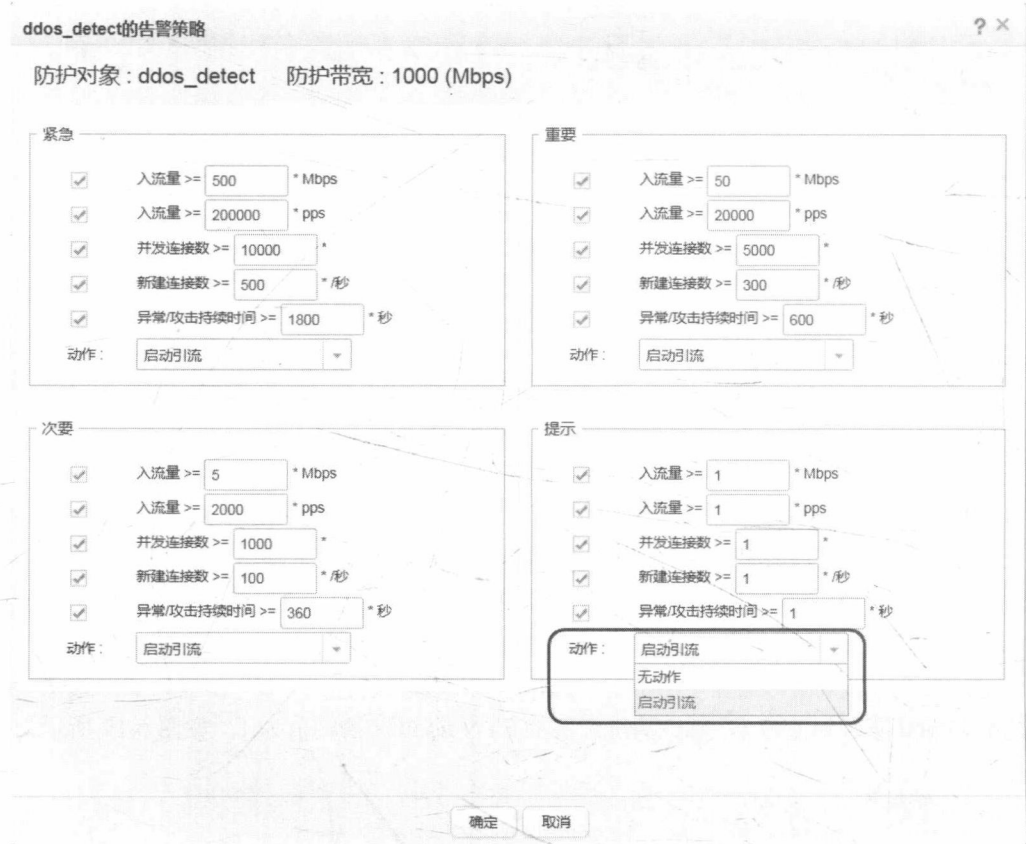 ddos_detect的告警策略
? ×
防护对象 : ddos_detect 防护带宽 : 1000 (Mbps)
紧急
入流量 >= 500 * Mbps
入流量 >= 200000 * pps
并发连接数 >= 10000 *
新建连接数 >= 500 * /秒
异常/攻击持续时间 >= 1800 * 秒
动作 : 启动引流
重要
入流量 >= 50 * Mbps
入流量 >= 20000 * pps
并发连接数 >= 5000 *
新建连接数 >= 300 * /秒
异常/攻击持续时间 >= 600 * 秒
动作 : 启动引流
次要
入流量 >= 5 * Mbps
入流量 >= 2000 * pps
并发连接数 >= 1000 *
新建连接数 >= 100 * /秒
异常/攻击持续时间 >= 360 * 秒
动作 : 启动引流
提示
入流量 >= 1 * Mbps
入流量 >= 1 * pps
并发连接数 >= 1 *
新建连接数 >= 1 * /秒
异常/攻击持续时间 >= 1 * 秒
动作 : 启动引流
无动作
启动引流
确定 取消